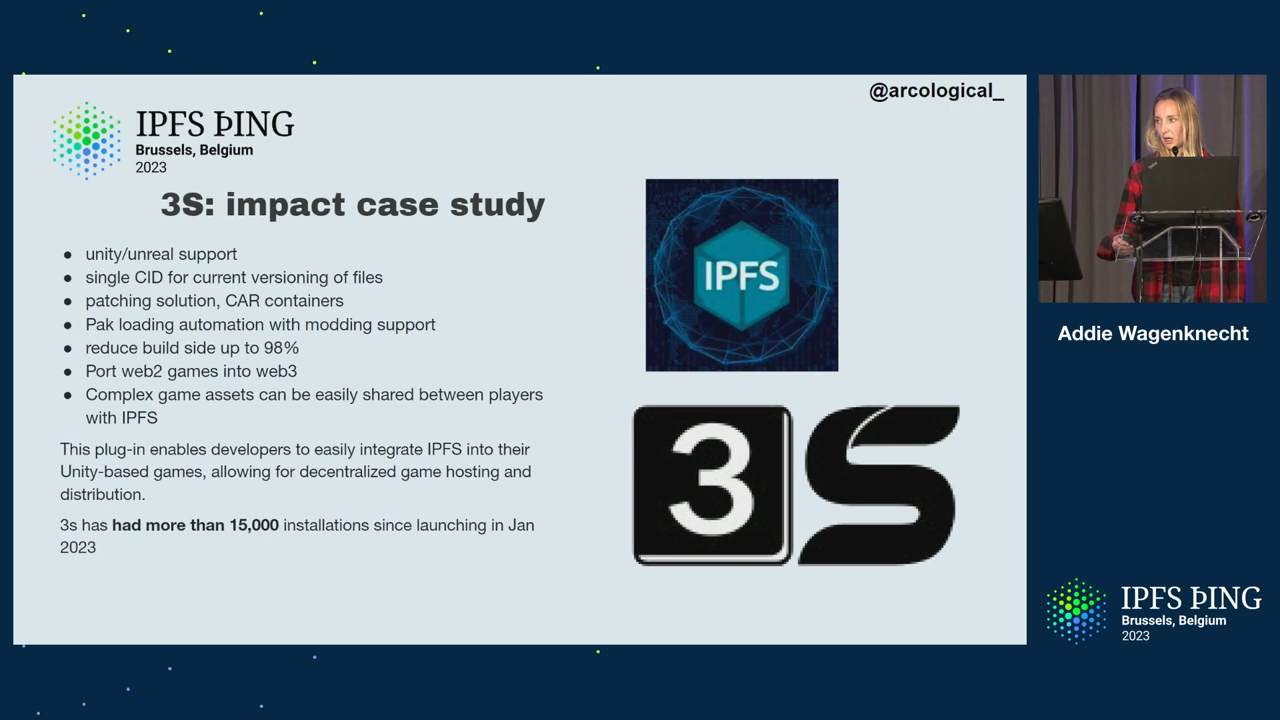 @arcological_
IPFS ÞING
Brussels, Belgium
2023
3S: impact case study
● unity/unreal support
● single CID for current versioning of files
● patching solution, CAR containers
● Pak loading automation with modding support
● reduce build side up to 98%
● Port web2 games into web3
● Complex game assets can be easily shared between players
with IPFS
This plug-in enables developers to easily integrate IPFS into their
Unity-based games, allowing for decentralized game hosting and
distribution.
3s has had more than 15,000 installations since launching in Jan
2023
IPFS
3S
Addie Wagenknecht
IPFS ÞING
Brussels, Belgium
2023